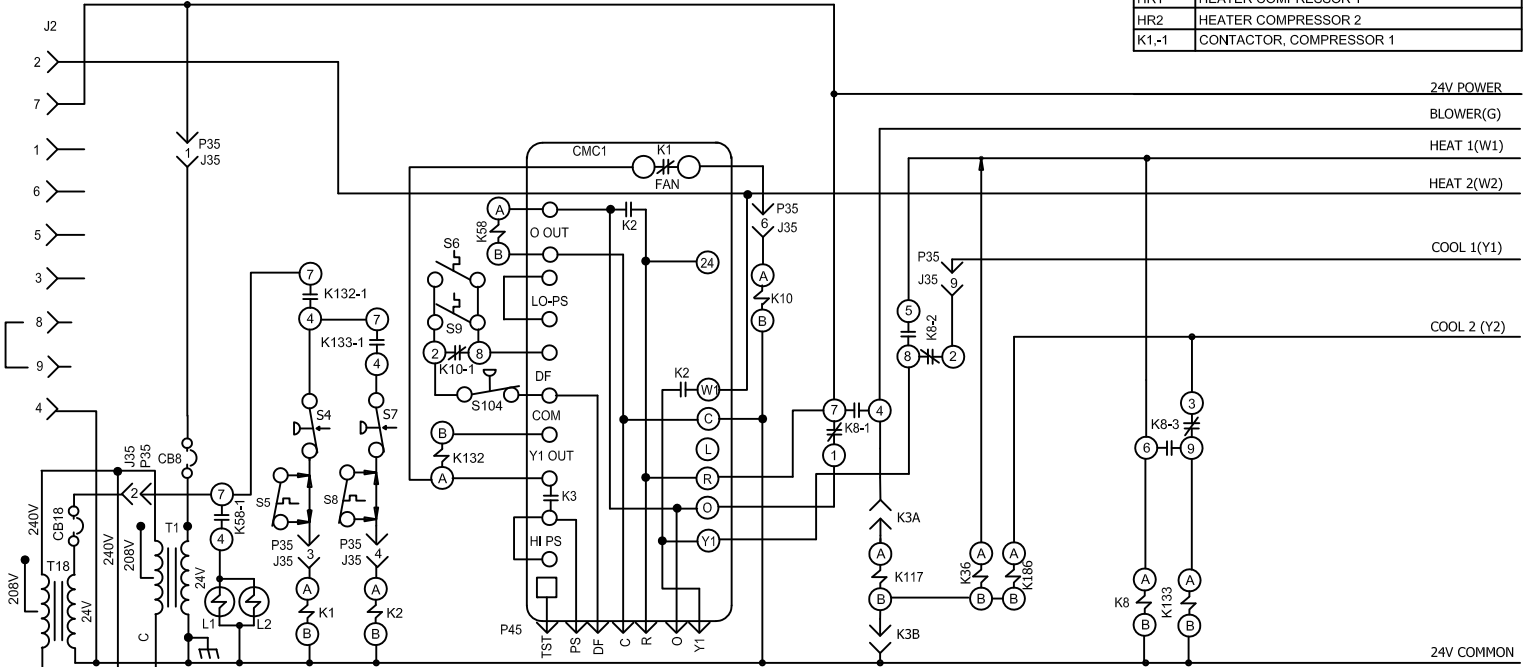 HR1 HEATER COMPRESSOR 1
HR2 HEATER COMPRESSOR 2
K1,-1 CONTACTOR, COMPRESSOR 1
J2
2
7
1
6
5
3
8
9
4
24V POWER
BLOWER(G)
HEAT 1(W1)
HEAT 2(W2)
COOL 1(Y1)
COOL 2 (Y2)
24V COMMON
P35
1
J35
CB8
J35
P35
2
240V
CB18
240V
208V
T18
24V
208V
T1
24V
C
7
K58-1
4
L1
L2
7
K132-1
4
7
K133-1
4
S4
S7
S5
S8
P35
3
J35
P35
4
J35
A
K1
B
A
K2
B
CMC1
K1
FAN
A
K58
B
O OUT
K2
S6
LO-PS
S9
2
8
K10-1
DF
S104
COM
B
K132
A
Y1 OUT
K3
HI PS
24
K2
W1
C
L
R
O
Y1
P45
TST
PS
DF
C
R
O
Y1
P35
6
J35
A
K10
B
7
4
K8-1
1
5
K8-2
8
2
P35
9
J35
K3A
A
K117
B
K3B
A
K36
B
A
K186
B
3
K8-3
6
9
A
K8
B
A
K133
B